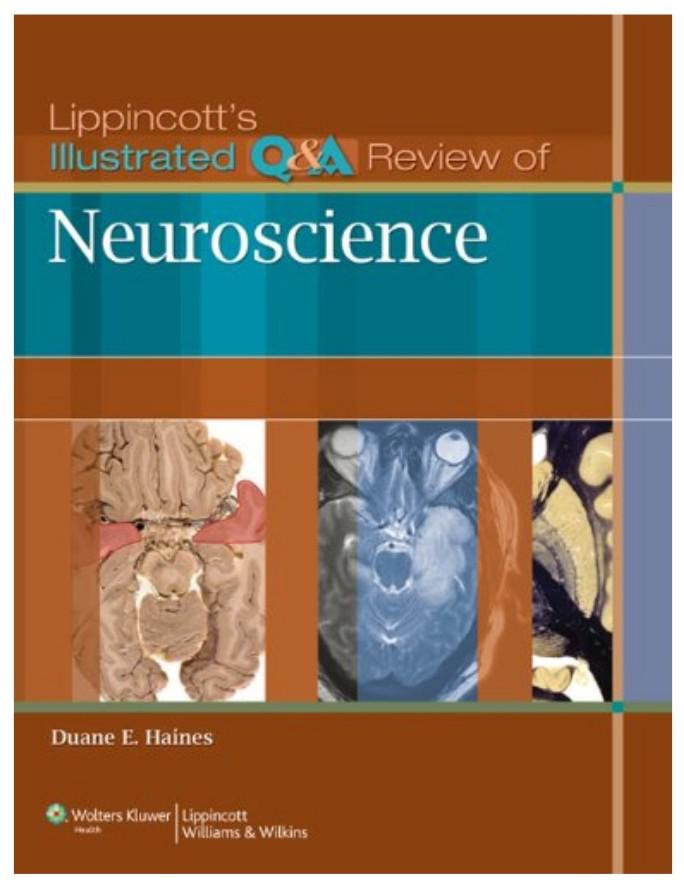 Lippincott's
Illustrated Q&A Review of
Neuroscience
Duane E. Haines
Wolters Kluwer
Health
Lippincott
Williams & Wilkins